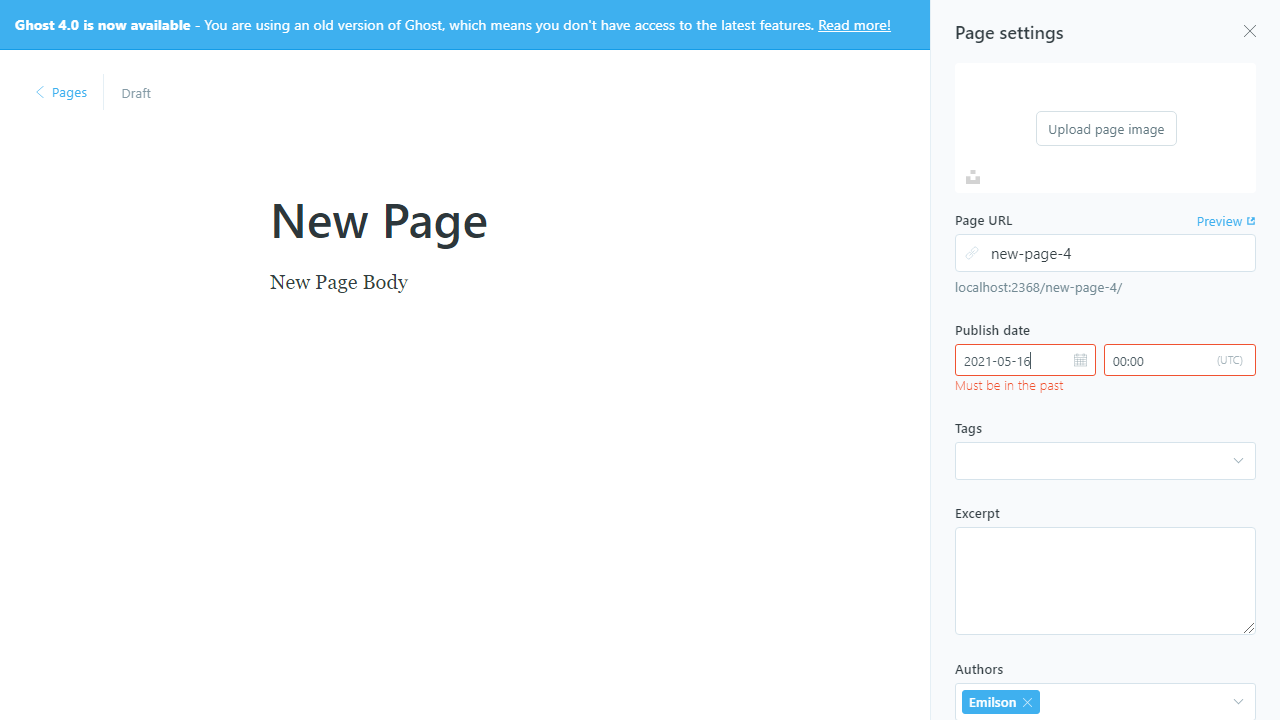 Ghost 4.0 is now available - You are using an old version of Ghost, which means you don't have access to the latest features. Read more!
Pages
Draft
New Page
New Page Body
Page settings
Upload page image
Page URL
Preview
new-page-4
localhost:2368/new-page-4/
Publish date
2021-05-16
00:00 (UTC)
Must be in the past
Tags
Excerpt
Authors
Emilson